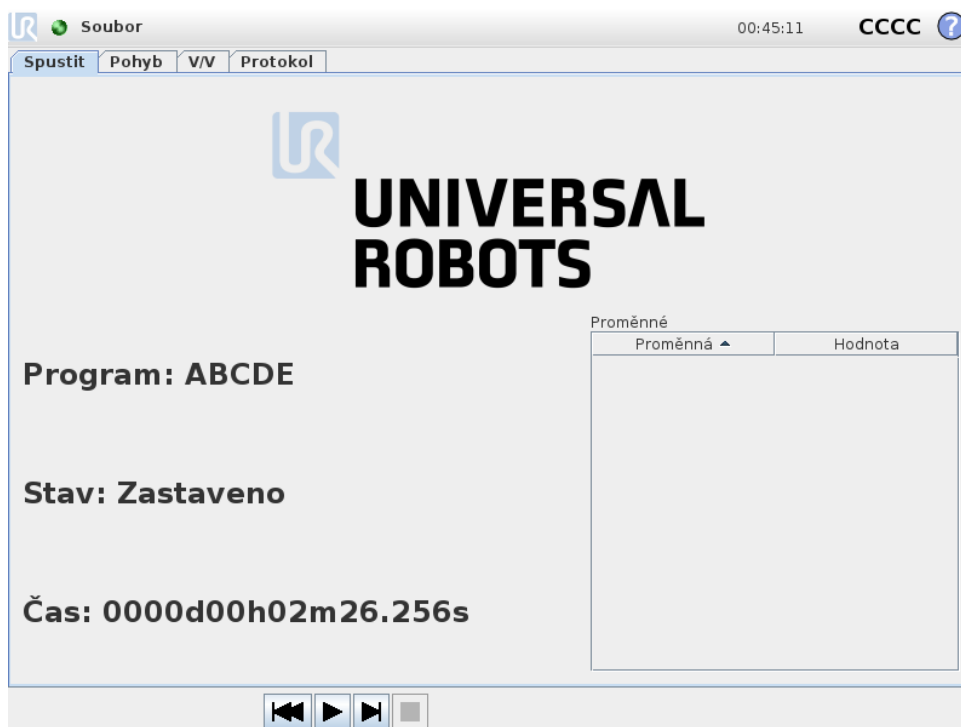 Soubor 00:45:11 CCCC ?
Spustit Pohyb V/V Protokol
UR
UNIVERSAL
ROBOTS
Proměnné
Proměnná Hodnota
Program: ABCDE
Stav: Zastaveno
Čas: 0000d00h02m26.256s